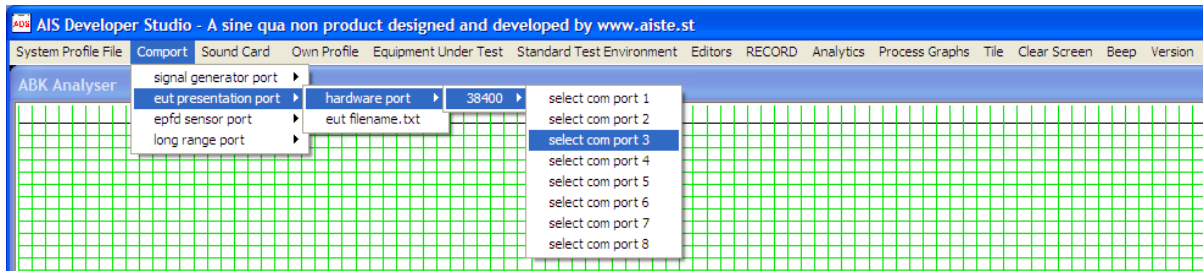 ADS AIS Developer Studio - A sine qua non product designed and developed by www.aiste.st
System Profile File Comport Sound Card Own Profile Equipment Under Test Standard Test Environment Editors RECORD Analytics Process Graphs Tile Clear Screen Beep Version
ABK Analyser
signal generator port
eut presentation port hardware port 38400 select com port 1
epfd sensor port eut filename.txt select com port 2
long range port select com port 3
select com port 4
select com port 5
select com port 6
select com port 7
select com port 8